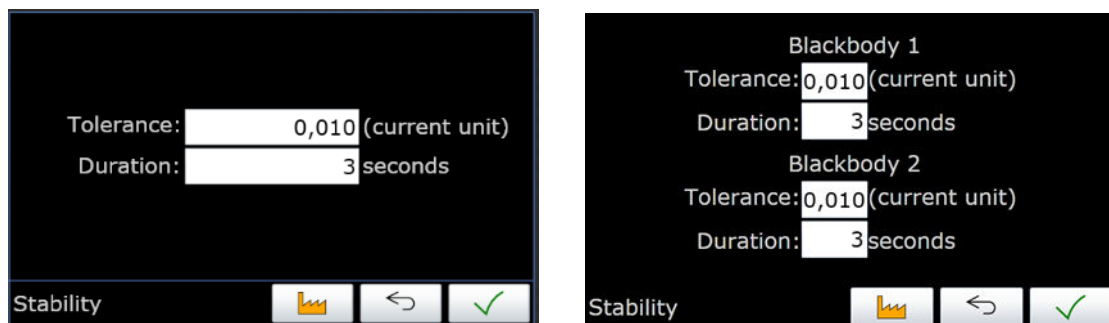 Tolerance: 0,010 (current unit)
Duration: 3 seconds
Stability
Blackbody 1
Tolerance: 0,010 (current unit)
Duration: 3 seconds
Blackbody 2
Tolerance: 0,010 (current unit)
Duration: 3 seconds
Stability